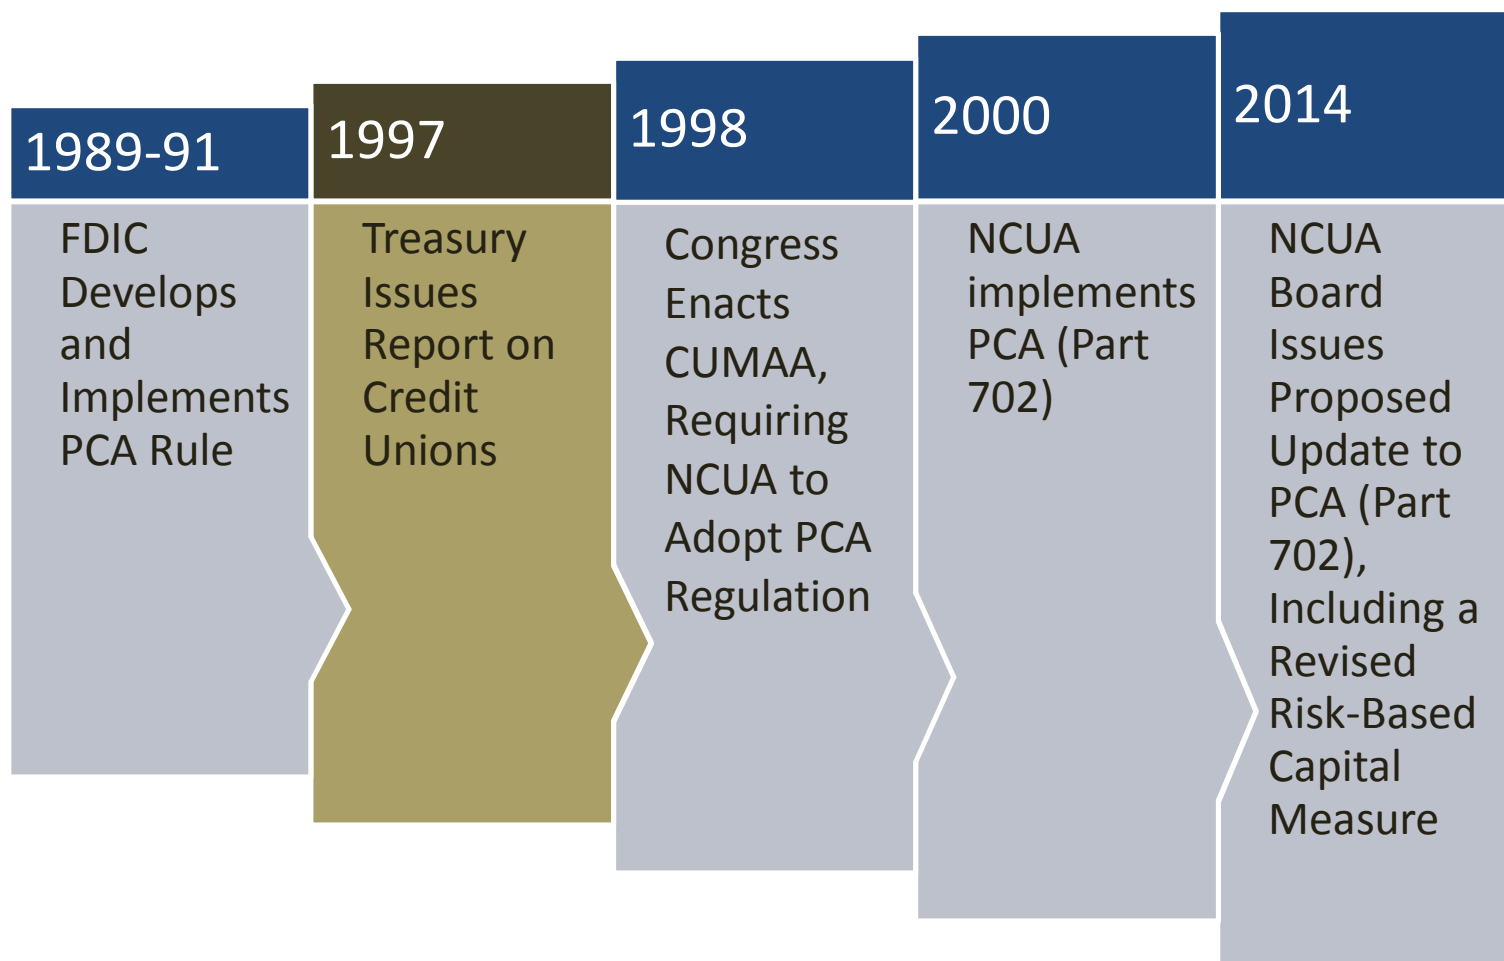 1989-91
FDIC
Develops
and
Implements
PCA Rule
1997
Treasury
Issues
Report on
Credit
Unions
1998
Congress
Enacts
CUMAA,
Requiring
NCUA to
Adopt PCA
Regulation
2000
NCUA
implements
PCA (Part
702)
2014
NCUA
Board
Issues
Proposed
Update to
PCA (Part
702),
Including a
Revised
Risk-Based
Capital
Measure